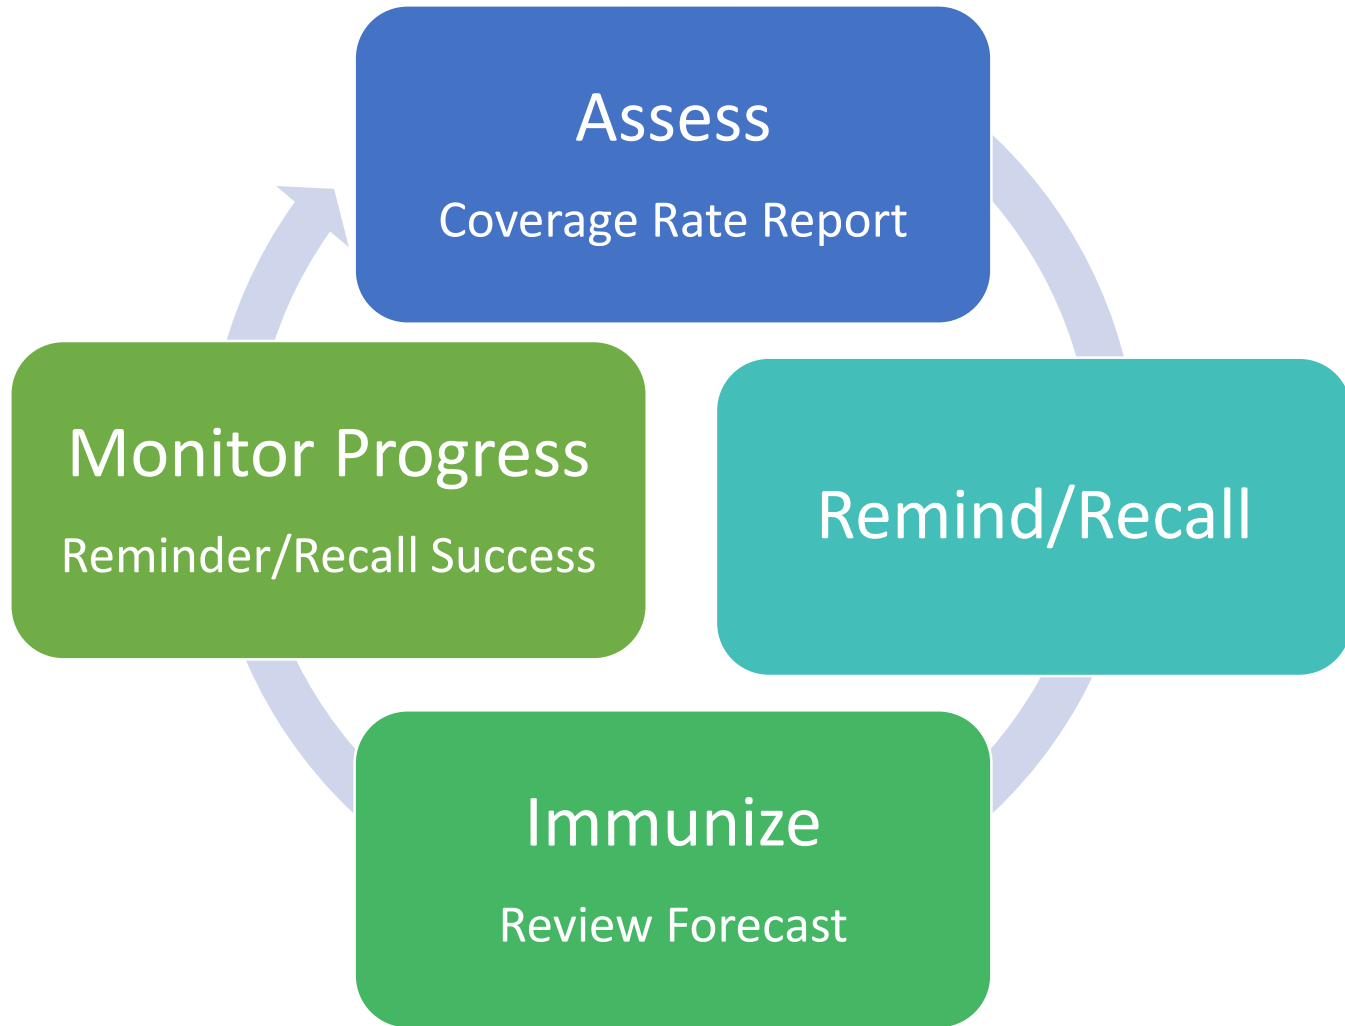 Assess
Coverage Rate Report
Monitor Progress
Reminder/Recall Success
Remind/Recall
Immunize
Review Forecast